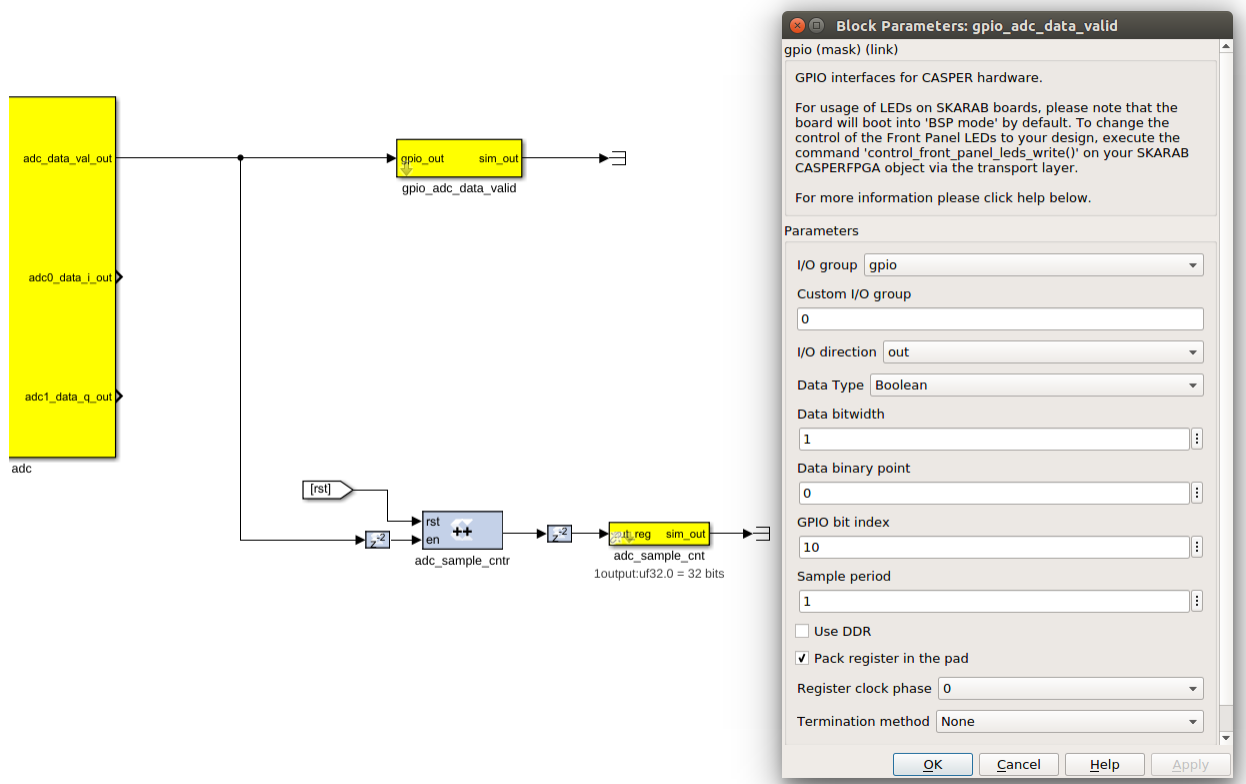 adc_data_val_out
adc0_data_i_out
adc1_data_q_out
adc
gpio_out sim_out
gpio_adc_data_valid
[rst]
z-2
rst
en
++
adc_sample_cntr
z-2
sim_out
adc_sample_cnt
1output:uf32.0 = 32 bits
Block Parameters: gpio_adc_data_valid
gpio (mask) (link)
GPIO interfaces for CASPER hardware.
For usage of LEDs on SKARAB boards, please note that the
board will boot into 'BSP mode' by default. To change the
control of the Front Panel LEDs to your design, execute the
command 'control_front_panel_leds_write()' on your SKARAB
CASPERFPGA object via the transport layer.
For more information please click help below.
Parameters
I/O group gpio
Custom I/O group
0
I/O direction out
Data Type Boolean
Data bitwidth
1
Data binary point
0
GPIO bit index
10
Sample period
1
Use DDR
Pack register in the pad
Register clock phase 0
Termination method None
OK Cancel Help Apply